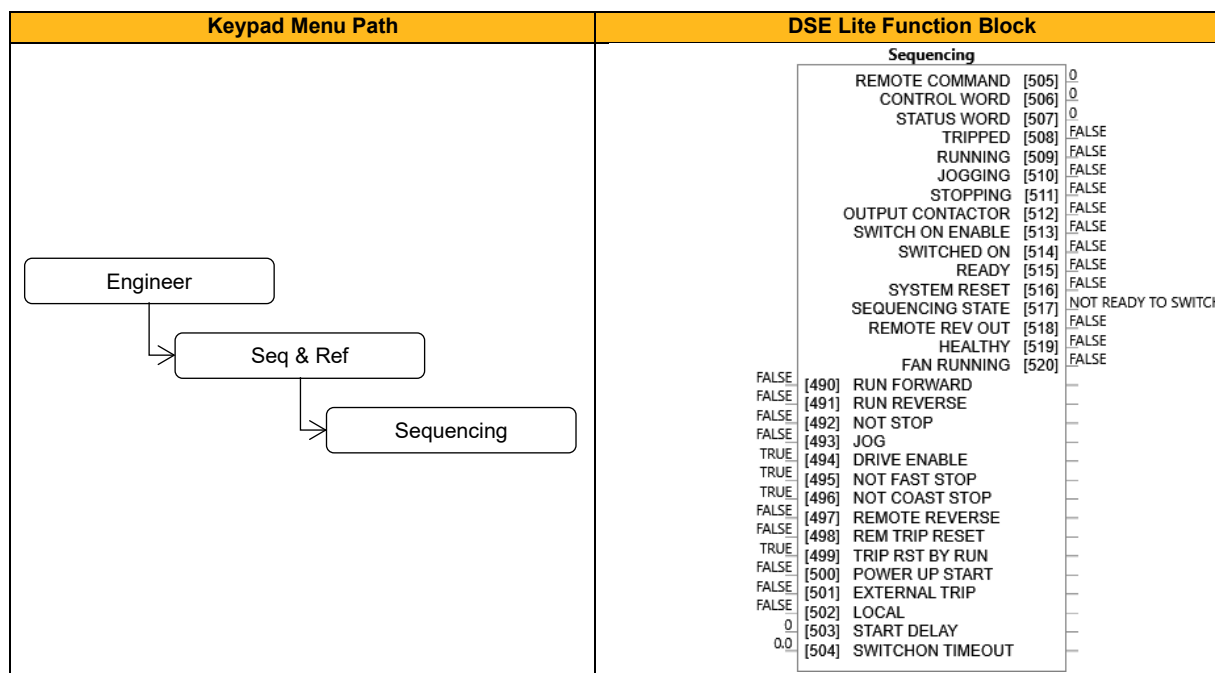 Keypad Menu Path
DSE Lite Function Block
Engineer
Seq & Ref
Sequencing
Sequencing
REMOTE COMMAND [505] 0
CONTROL WORD [506] 0
STATUS WORD [507] 0
TRIPPED [508] FALSE
RUNNING [509] FALSE
JOGGING [510] FALSE
STOPPING [511] FALSE
OUTPUT CONTACTOR [512] FALSE
SWITCH ON ENABLE [513] FALSE
SWITCHED ON [514] FALSE
READY [515] FALSE
SYSTEM RESET [516] FALSE
SEQUENCING STATE [517] NOT READY TO SWITCH
REMOTE REV OUT [518] FALSE
HEALTHY [519] FALSE
FAN RUNNING [520] FALSE
FALSE [490] RUN FORWARD
FALSE [491] RUN REVERSE
FALSE [492] NOT STOP
FALSE [493] JOG
TRUE [494] DRIVE ENABLE
TRUE [495] NOT FAST STOP
TRUE [496] NOT COAST STOP
FALSE [497] REMOTE REVERSE
FALSE [498] REM TRIP RESET
TRUE [499] TRIP RST BY RUN
FALSE [500] POWER UP START
FALSE [501] EXTERNAL TRIP
FALSE [502] LOCAL
0 [503] START DELAY
0.0 [504] SWITCHON TIMEOUT